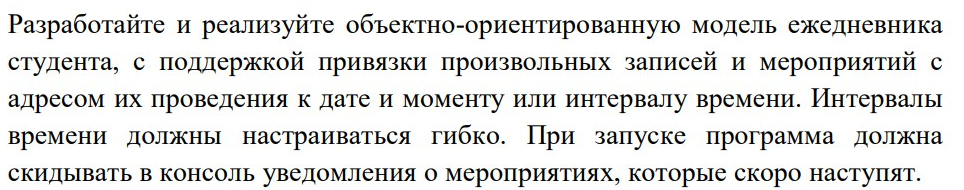 Разработайте и реализуйте объектно-ориентированную модель ежедневника
студента, с поддержкой привязки произвольных записей и мероприятий с
адресом их проведения к дате и моменту или интервалу времени. Интервалы
времени должны настраиваться гибко. При запуске программа должна
скидывать в консоль уведомления о мероприятиях, которые скоро наступят.